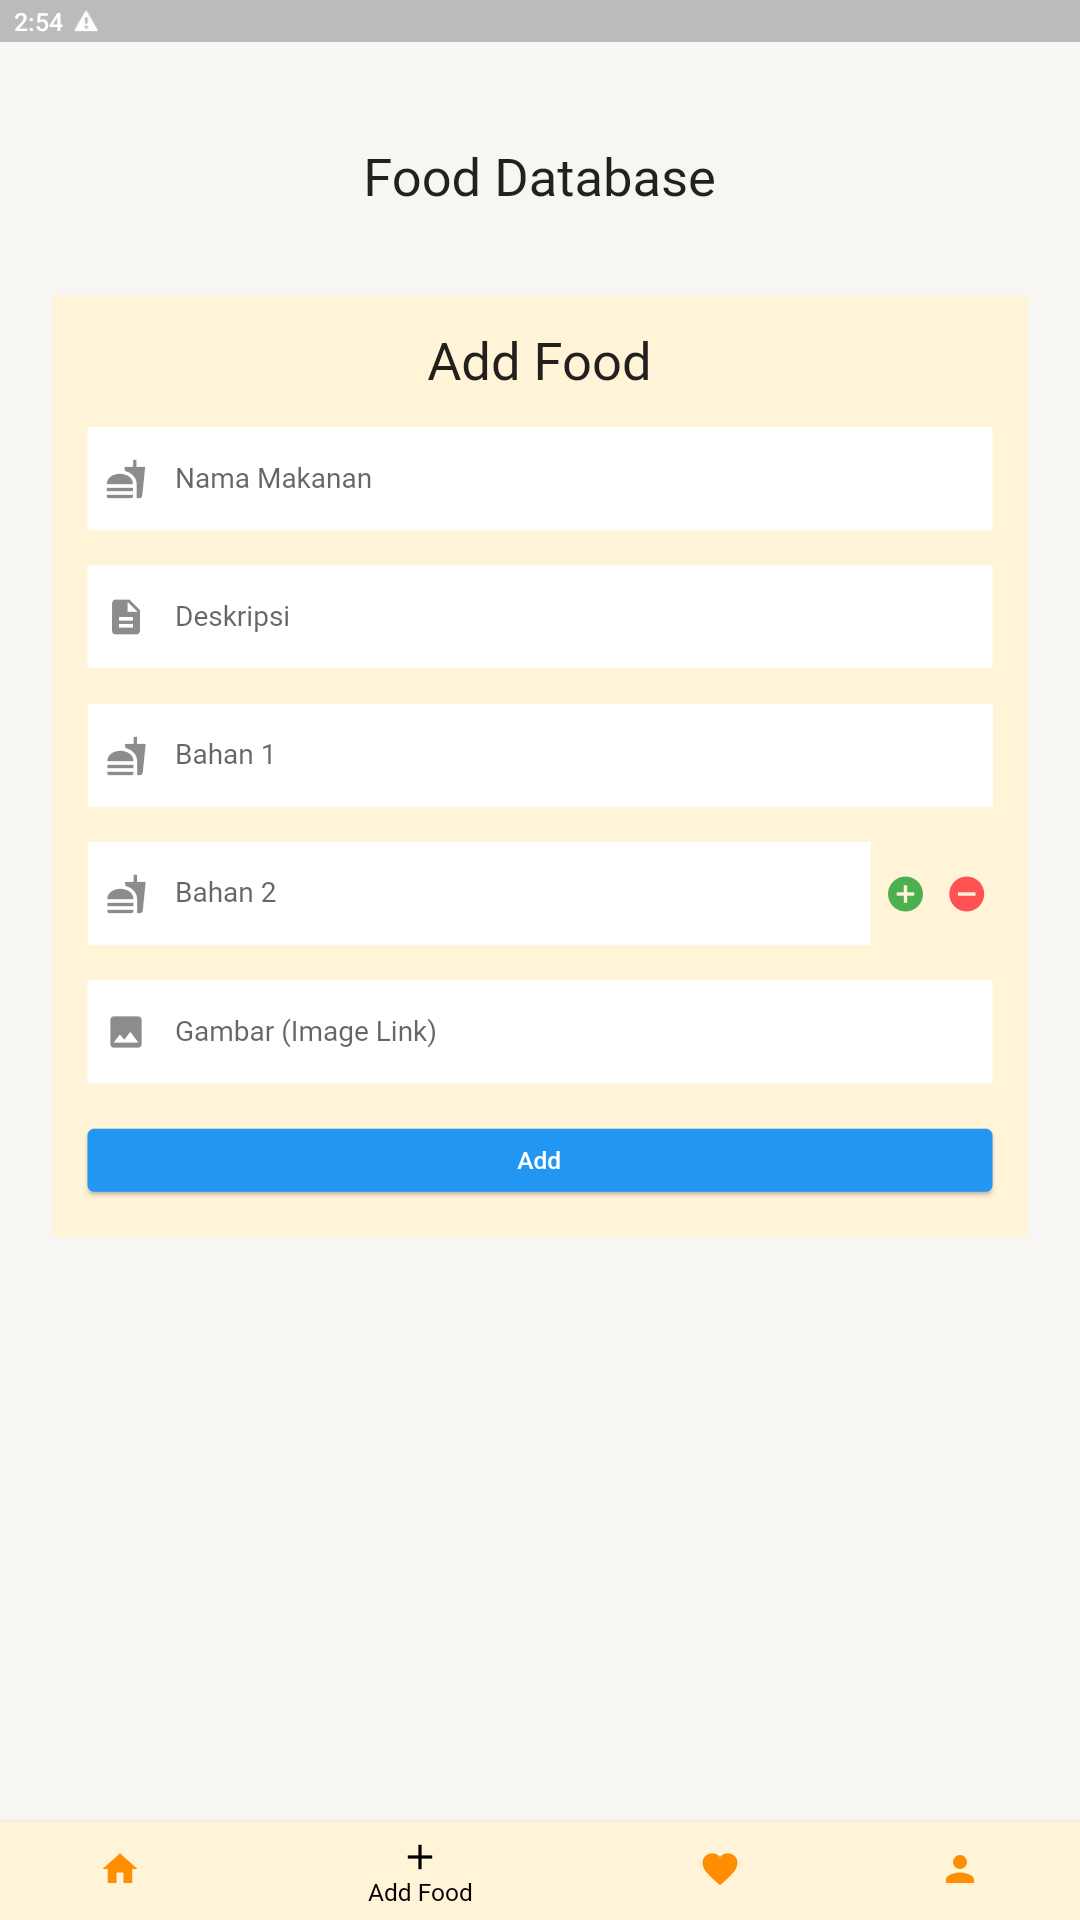 2:54
Food Database
Add Food
Nama Makanan
Deskripsi
Bahan 1
Bahan 2
Gambar (Image Link)
Add
Add Food